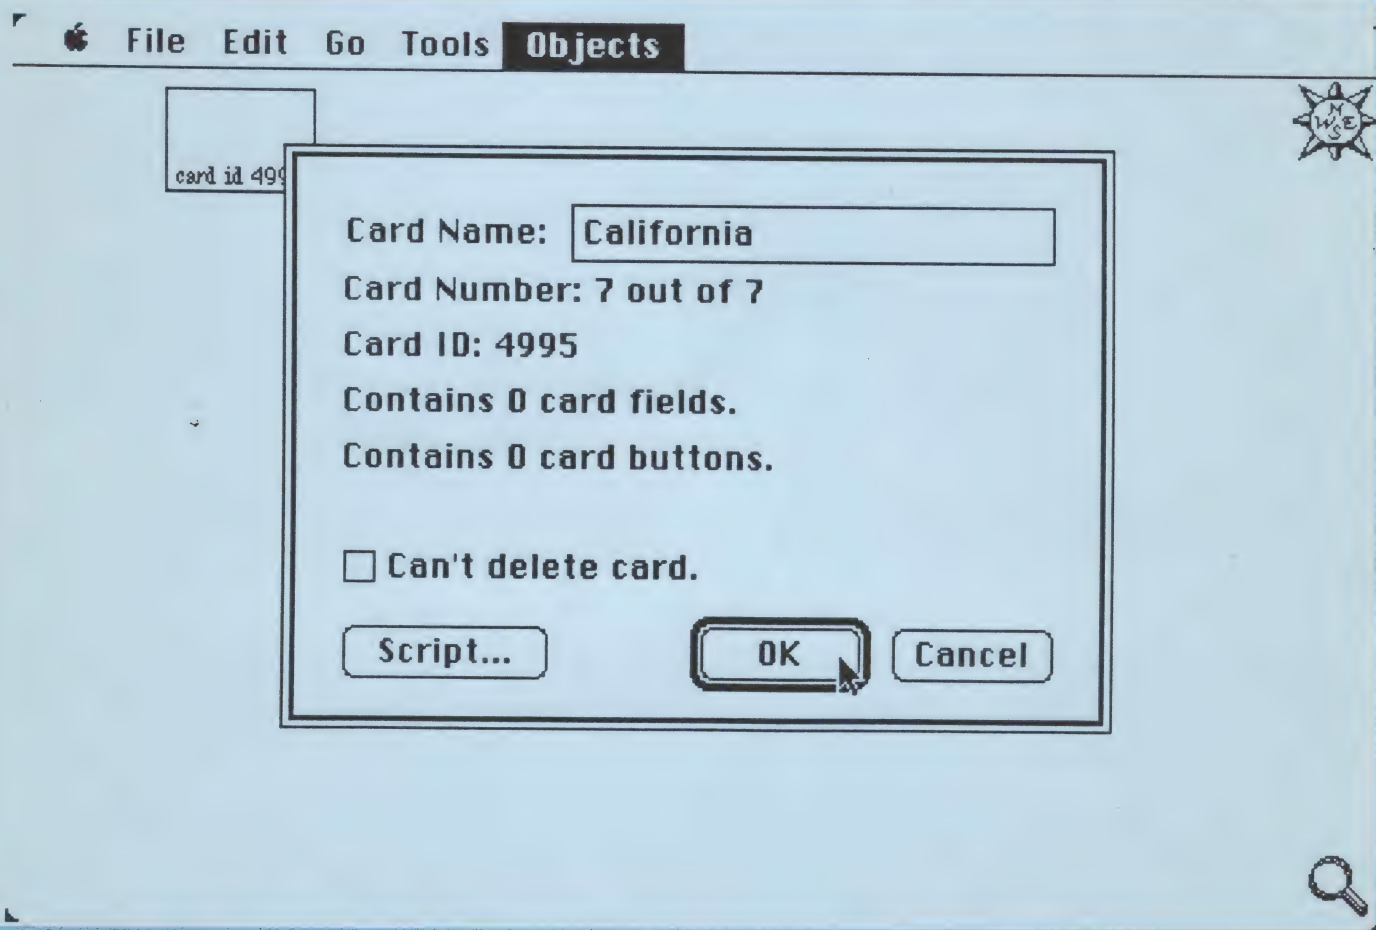 File Edit Go Tools Objects
N
W E
S
card id 499
Card Name: California
Card Number: 7 out of 7
Card ID: 4995
Contains 0 card fields.
Contains 0 card buttons.
Can't delete card.
Script... OK Cancel